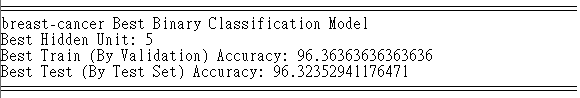 breast-cancer Best Binary Classification Model
Best Hidden Unit: 5
Best Train (By Validation) Accuracy: 96.36363636363636
Best Test (By Test Set) Accuracy: 96.32352941176471